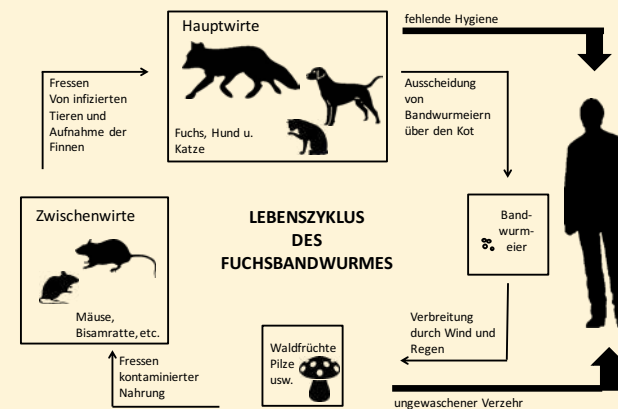 Hauptwirte
Fuchs, Hund u.
Katze
fehlende Hygiene
Fressen
Von infizierten
Tieren und
Aufnahme der
Finnen
Ausscheidung
von
Bandwurmeiern
über den Kot
Zwischenwirte
Mäuse,
Bisamratte, etc.
LEBENSZYKLUS
DES
FUCHSBANDWURMES
Band-
wurm-
eier
Verbreitung
durch Wind und
Regen
Waldfrüchte
Pilze
usw.
Fressen
kontaminierter
Nahrung
ungewaschener Verzehr